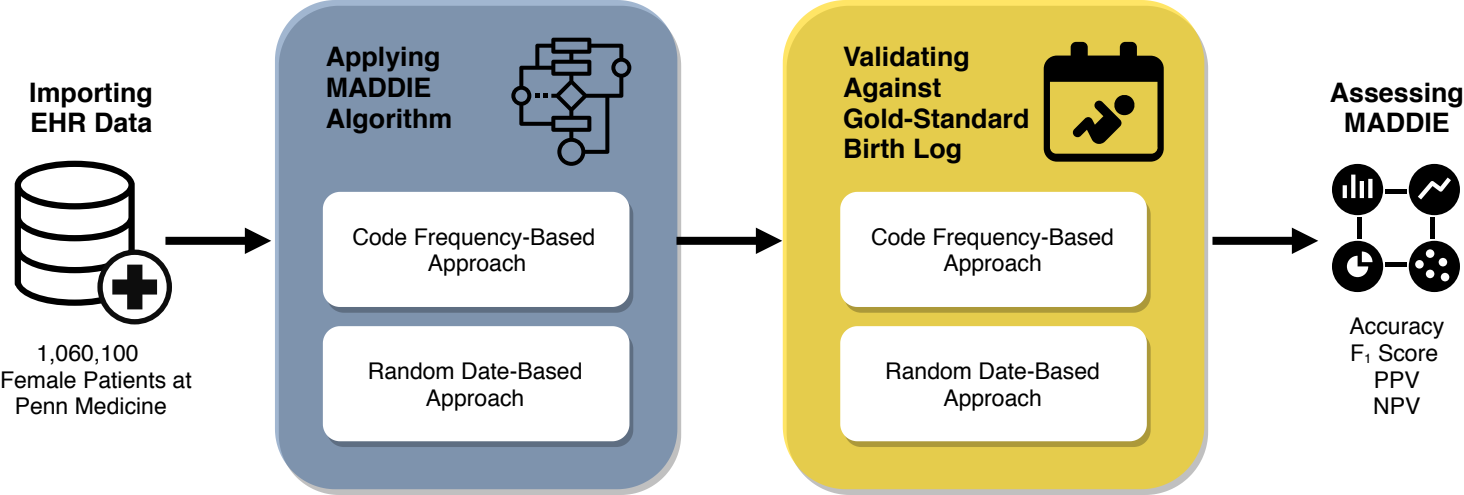 Importing
EHR Data
1,060,100
Female Patients at
Penn Medicine
Applying
MADDIE
Algorithm
Code Frequency-Based
Approach
Random Date-Based
Approach
Validating
Against
Gold-Standard
Birth Log
Code Frequency-Based
Approach
Random Date-Based
Approach
Assessing
MADDIE
Accuracy
F₁ Score
PPV
NPV